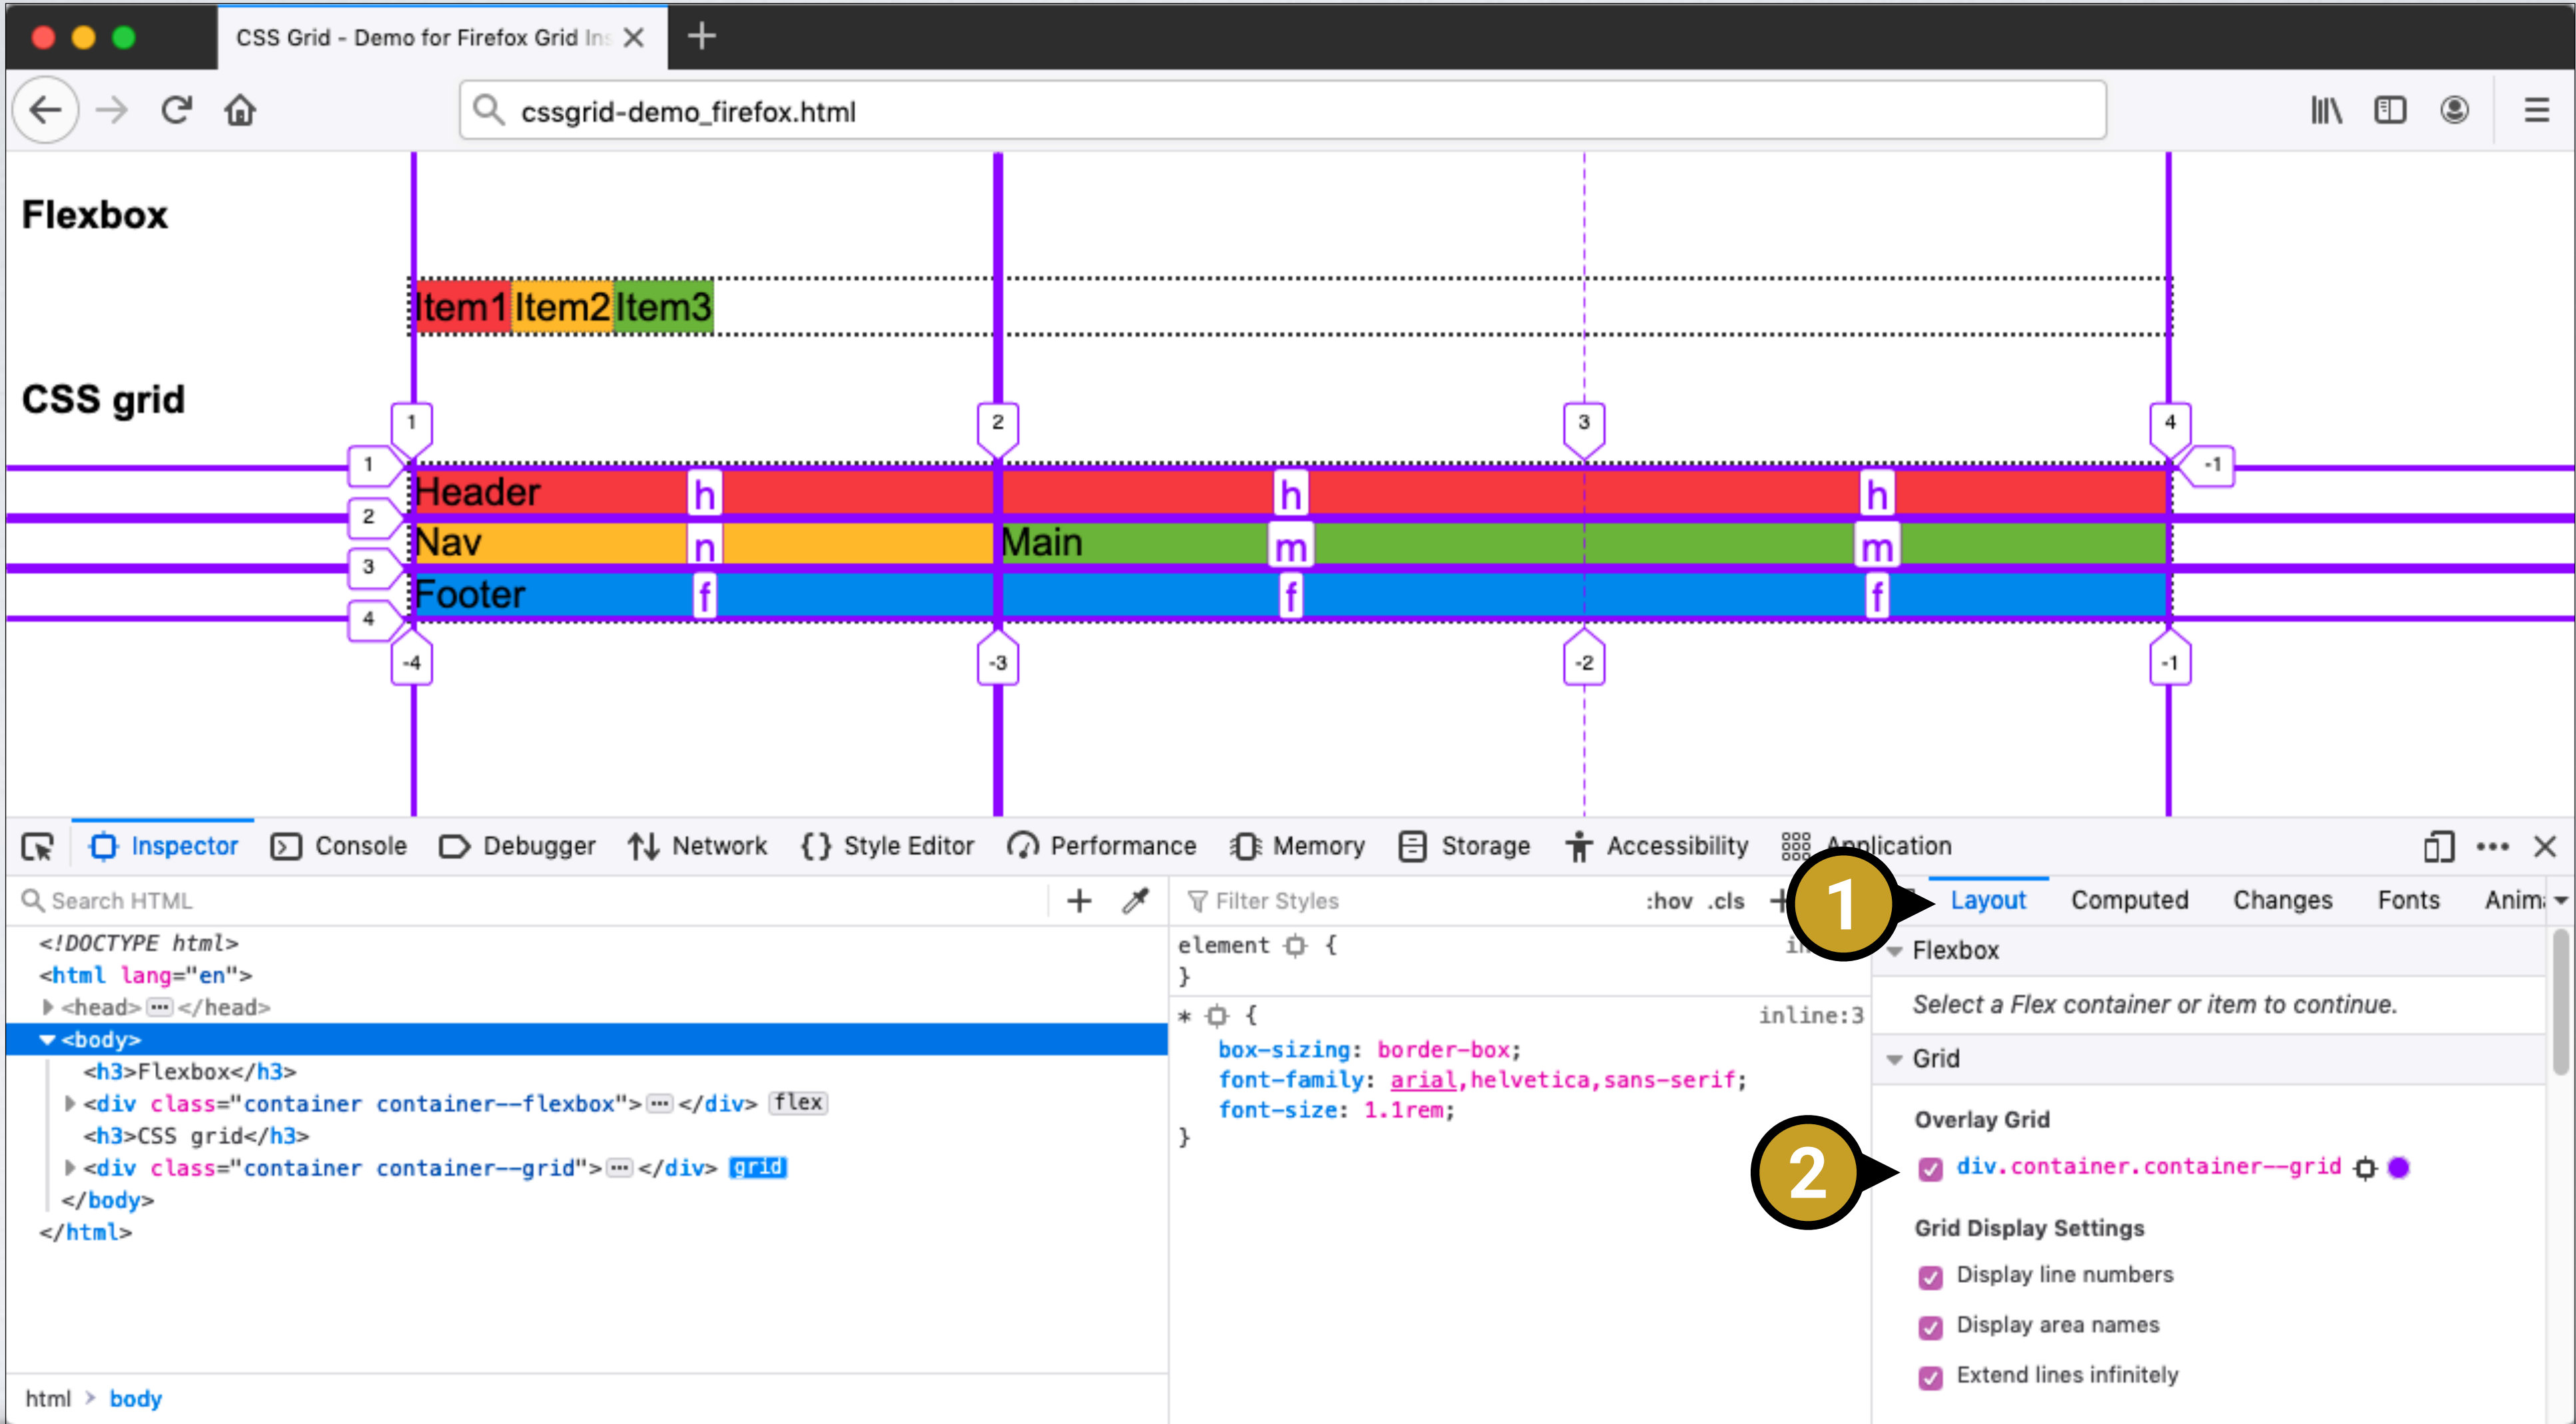 CSS Grid - Demo for Firefox Grid Ins
cssgrid-demo_firefox.html
Flexbox
Item1 Item2 Item3
CSS grid
1 2 3 4
1 -1
Header h h h
2
Nav n Main m m
3
Footer f f f
4
-4 -3 -2 -1
Inspector Console Debugger Network {} Style Editor Performance Memory Storage Accessibility Application
Search HTML
<!DOCTYPE html>
<html lang="en">
<head>···</head>
<body>
<h3>Flexbox</h3>
<div class="container container--flexbox">···</div> flex
<h3>CSS grid</h3>
<div class="container container--grid">···</div> grid
</body>
</html>
html > body
Filter Styles :hov .cls +
element {
}
* { inline:3
box-sizing: border-box;
font-family: arial,helvetica,sans-serif;
font-size: 1.1rem;
}
1
Layout Computed Changes Fonts Anim
Flexbox
Select a Flex container or item to continue.
Grid
Overlay Grid
2
div.container.container--grid
Grid Display Settings
Display line numbers
Display area names
Extend lines infinitely